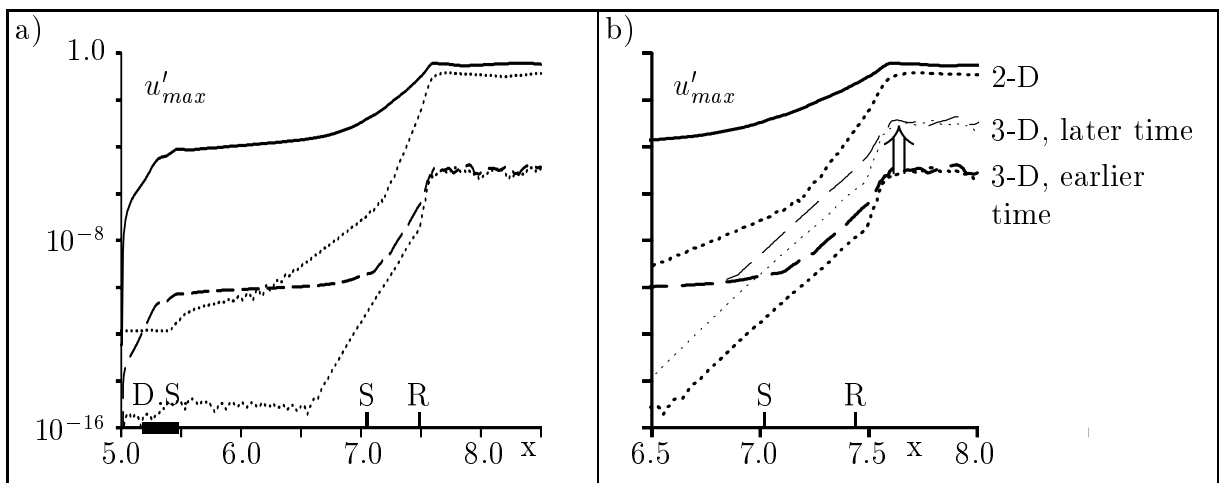 a)
1.0
u'max
10-8
10-16
D S S R
5.0 6.0 7.0 8.0 x
b)
u'max
2-D
3-D, later time
3-D, earlier
time
S R
6.5 7.0 7.5 x 8.0